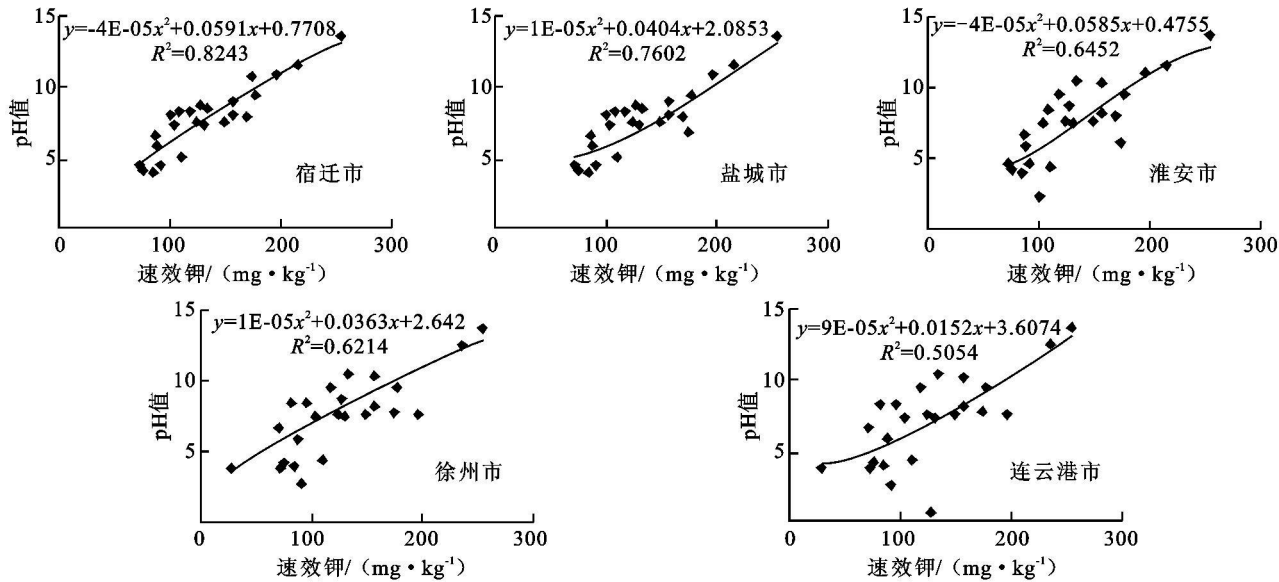 y=-4E-05x²+0.0591x+0.7708
R²=0.8243
15
10
5
pH值
宿迁市
0 100 200 300
速效钾/（mg·kg⁻¹）
y=1E-05x²+0.0404x+2.0853
R²=0.7602
15
10
5
pH值
盐城市
0 100 200 300
速效钾/（mg·kg⁻¹）
y=-4E-05x²+0.0585x+0.4755
R²=0.6452
15
10
5
pH值
淮安市
0 100 200 300
速效钾/（mg·kg⁻¹）
y=1E-05x²+0.0363x+2.642
R²=0.6214
15
10
5
pH值
徐州市
0 100 200 300
速效钾/（mg·kg⁻¹）
y=9E-05x²+0.0152x+3.6074
R²=0.5054
15
10
5
pH值
连云港市
0 100 200 300
速效钾/（mg·kg⁻¹）